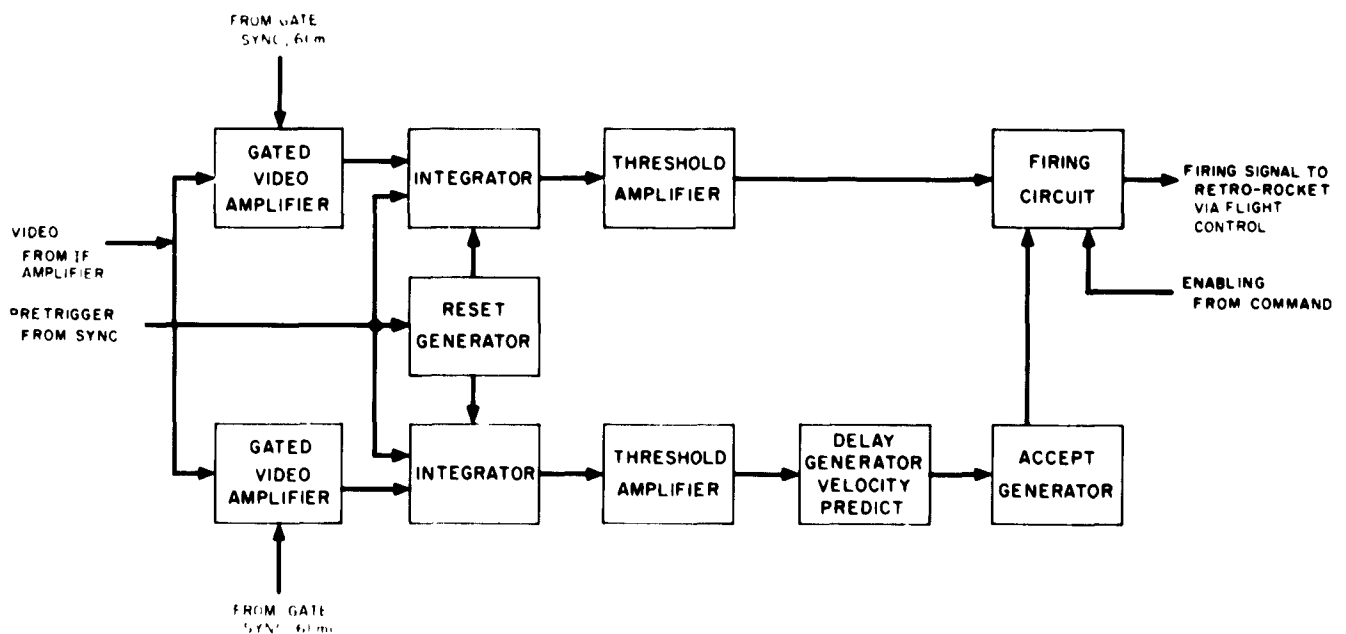 FROM GATE
SYNC,
GATED
VIDEO
AMPLIFIER
INTEGRATOR
THRESHOLD
AMPLIFIER
FIRING
CIRCUIT
FIRING SIGNAL TO
RETRO-ROCKET
VIA FLIGHT
CONTROL
VIDEO
FROM IF
AMPLIFIER
PRETRIGGER
FROM SYNC
RESET
GENERATOR
ENABLING
FROM COMMAND
GATED
VIDEO
AMPLIFIER
INTEGRATOR
THRESHOLD
AMPLIFIER
DELAY
GENERATOR
VELOCITY
PREDICT
ACCEPT
GENERATOR
FROM GATE
SYNC,